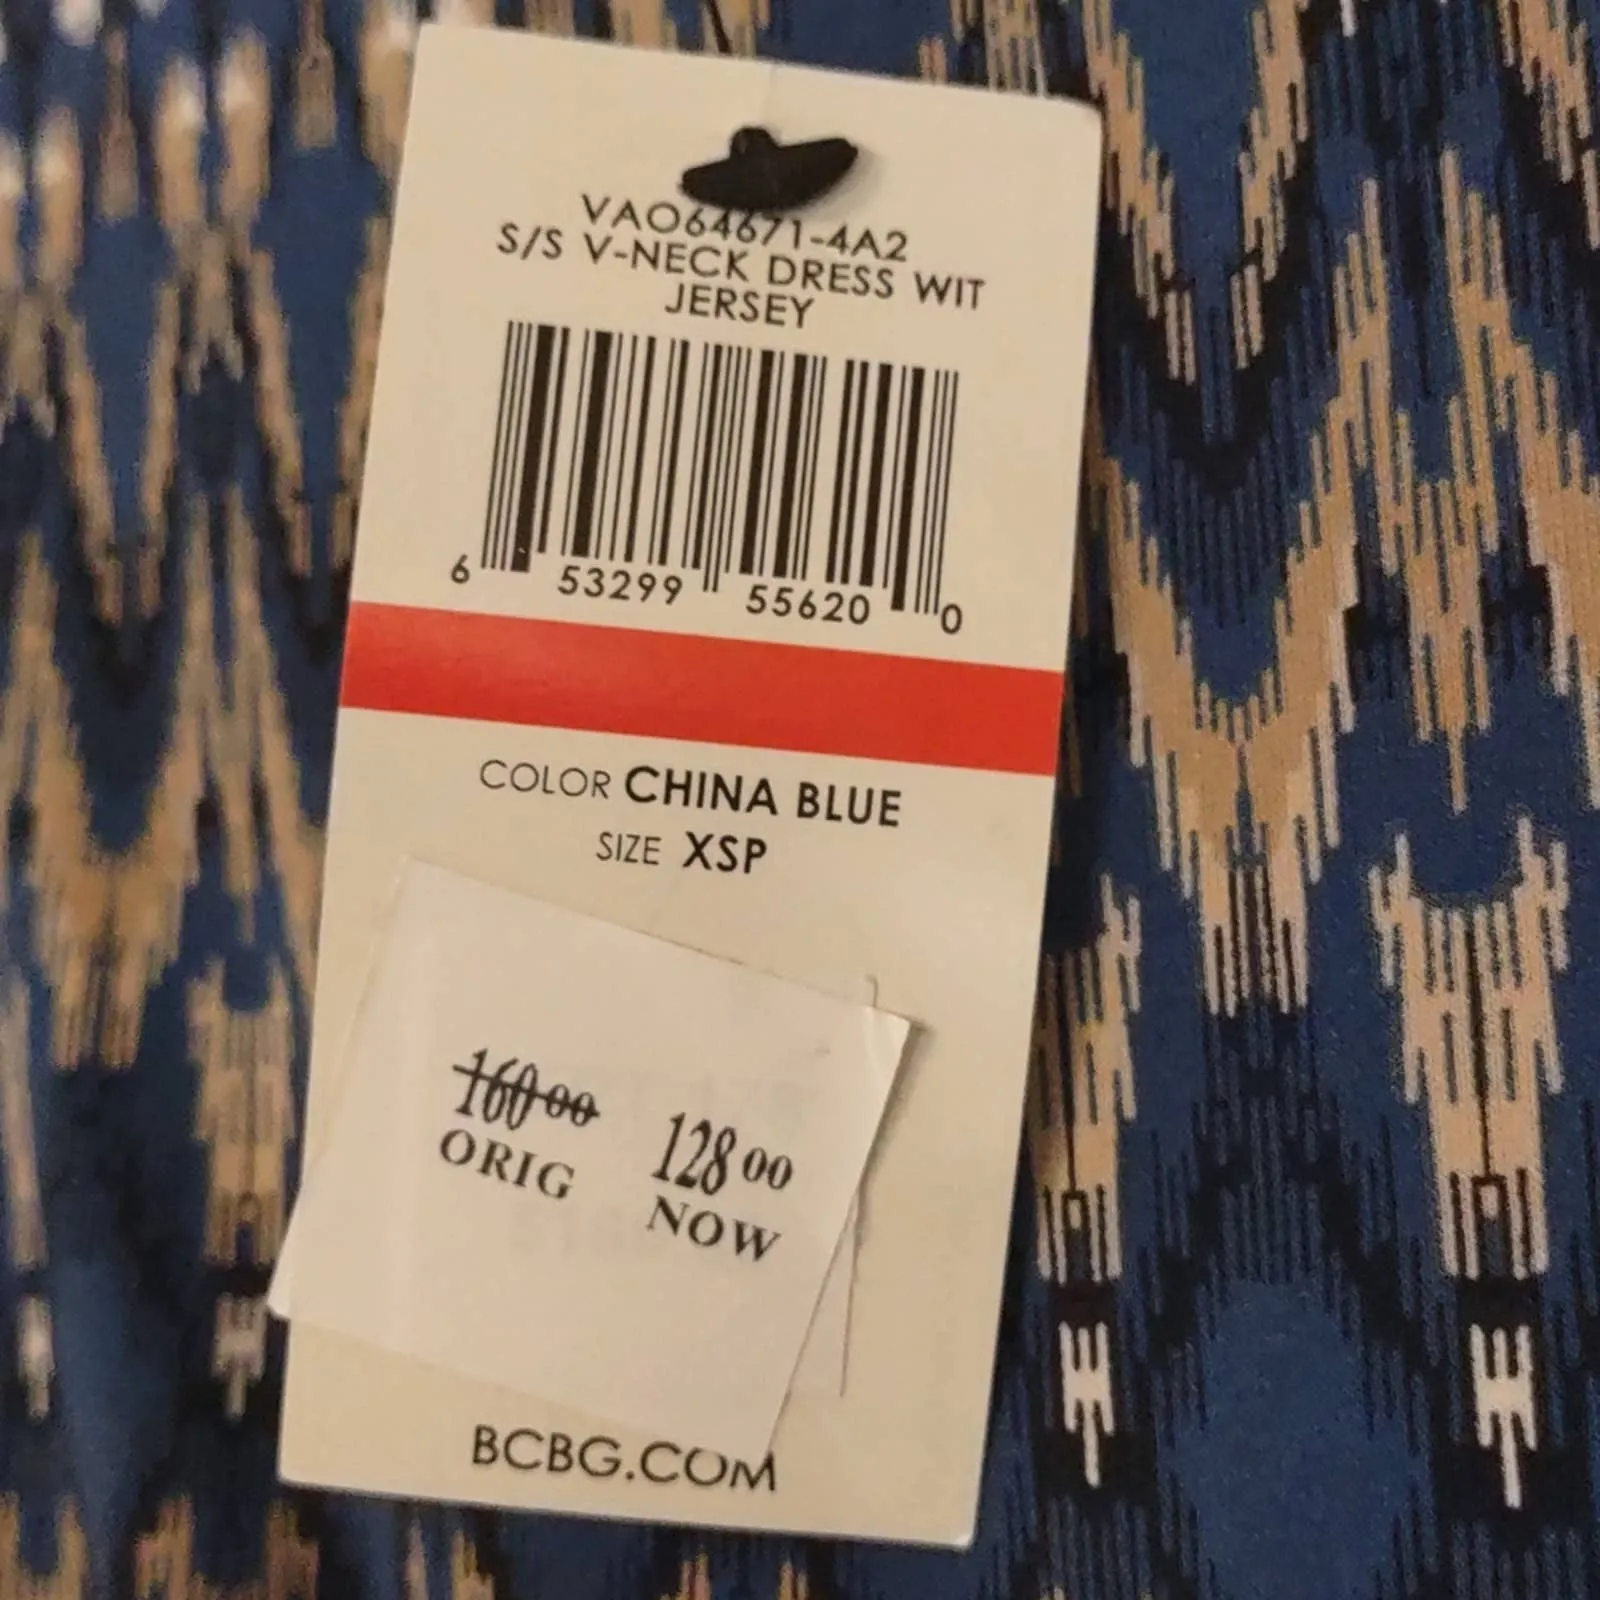 VAO64671-4A2
S/S V-NECK DRESS WIT
JERSEY
6 53299 55620 0
COLOR CHINA BLUE
SIZE XSP
160 00 128 00
ORIG NOW
BCBG.COM